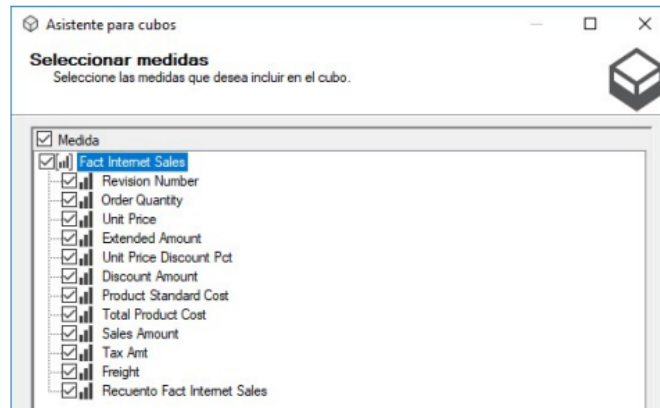 Asistente para cubos
Seleccionar medidas
Seleccione las medidas que desea incluir en el cubo.
Medida
Fact Internet Sales
Revision Number
Order Quantity
Unit Price
Extended Amount
Unit Price Discount Pct
Discount Amount
Product Standard Cost
Total Product Cost
Sales Amount
Tax Amt
Freight
Recuento Fact Internet Sales